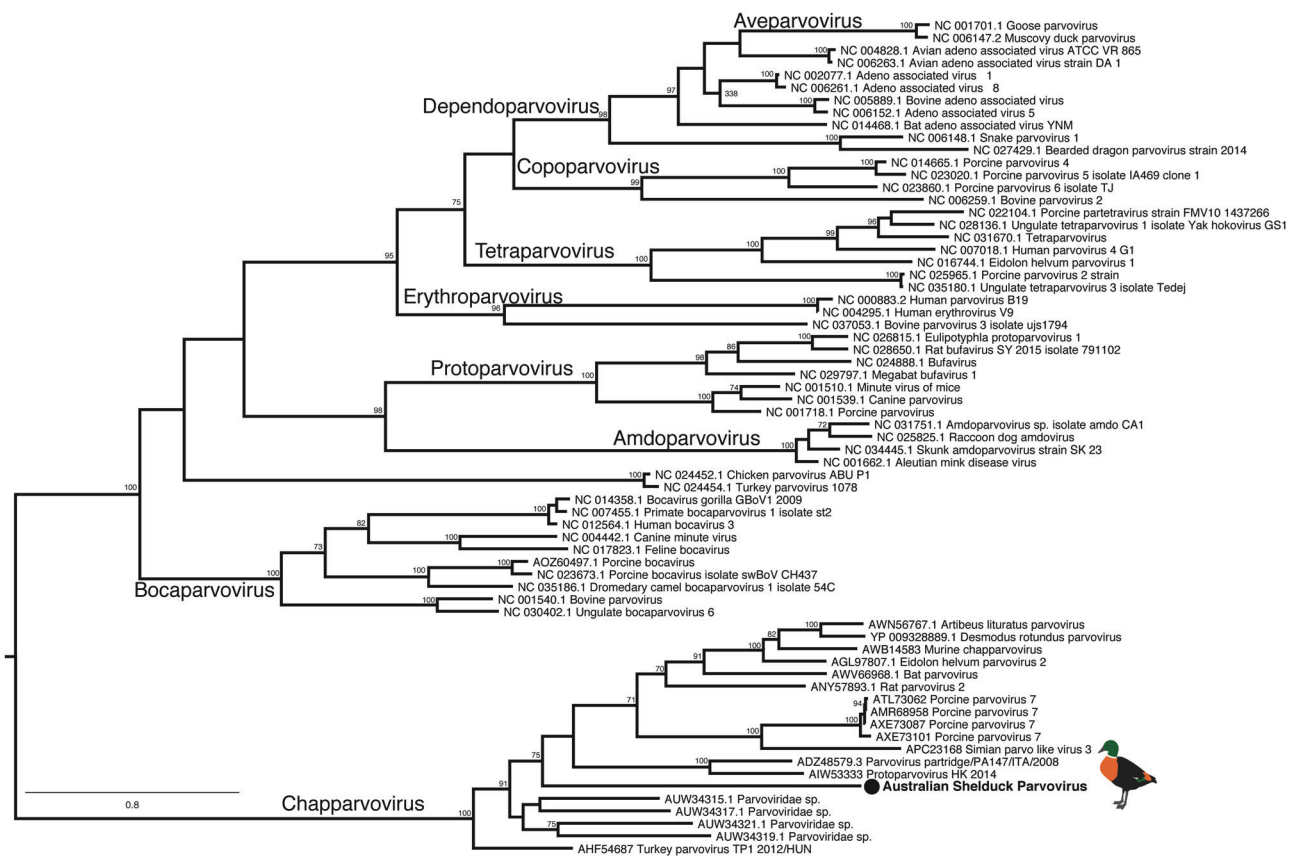 Aveparvovirus
100 NC 001701.1 Goose parvovirus
NC 006147.2 Muscovy duck parvovirus
100 NC 004828.1 Avian adeno associated virus ATCC VR 865
NC 006263.1 Avian adeno associated virus strain DA 1
100 NC 002077.1 Adeno associated virus 1
97 338 NC 006261.1 Adeno associated virus 8
Dependoparvovirus 98 100 NC 005889.1 Bovine adeno associated virus
NC 006152.1 Adeno associated virus 5
NC 014468.1 Bat adeno associated virus YNM
100 NC 006148.1 Snake parvovirus 1
NC 027429.1 Bearded dragon parvovirus strain 2014
Copoparvovirus 100 NC 014665.1 Porcine parvovirus 4
100 NC 023020.1 Porcine parvovirus 5 isolate IA469 clone 1
99 NC 023860.1 Porcine parvovirus 6 isolate TJ
NC 006259.1 Bovine parvovirus 2
75 NC 022104.1 Porcine partetravirus strain FMV10 1437266
96 NC 028136.1 Ungulate tetraparvovirus 1 isolate Yak hokovirus GS1
99 NC 031670.1 Tetraparvovirus
Tetraparvovirus 100 NC 007018.1 Human parvovirus 4 G1
100 NC 016744.1 Eidolon helvum parvovirus 1
95 100 NC 025965.1 Porcine parvovirus 2 strain
NC 035180.1 Ungulate tetraparvovirus 3 isolate Tedej
Erythroparvovirus 100 NC 000883.2 Human parvovirus B19
96 NC 004295.1 Human erythrovirus V9
NC 037053.1 Bovine parvovirus 3 isolate ujs1794
100 NC 026815.1 Eulipotyphla protoparvovirus 1
86 NC 028650.1 Rat bufavirus SY 2015 isolate 791102
98 NC 024888.1 Bufavirus
Protoparvovirus 100 NC 029797.1 Megabat bufavirus 1
74 NC 001510.1 Minute virus of mice
100 NC 001539.1 Canine parvovirus
98 NC 001718.1 Porcine parvovirus
72 NC 031751.1 Amdoparvovirus sp. isolate amdo CA1
Amdoparvovirus NC 025825.1 Raccoon dog amdovirus
100 NC 034445.1 Skunk amdoparvovirus strain SK 23
NC 001662.1 Aleutian mink disease virus
100 NC 024452.1 Chicken parvovirus ABU P1
100 NC 024454.1 Turkey parvovirus 1078
NC 014358.1 Bocavirus gorilla GBoV1 2009
100 NC 007455.1 Primate bocaparvovirus 1 isolate st2
82 NC 012564.1 Human bocavirus 3
100 NC 004442.1 Canine minute virus
73 NC 017823.1 Feline bocavirus
100 AOZ60497.1 Porcine bocavirus
100 100 NC 023673.1 Porcine bocavirus isolate swBoV CH437
Bocaparvovirus NC 035186.1 Dromedary camel bocaparvovirus 1 isolate 54C
100 NC 001540.1 Bovine parvovirus
NC 030402.1 Ungulate bocaparvovirus 6
100 AWN56767.1 Artibeus lituratus parvovirus
82 YP 009328889.1 Desmodus rotundus parvovirus
100 AWB14583 Murine chapparvovirus
91 AGL97807.1 Eidolon helvum parvovirus 2
70 AWV66968.1 Bat parvovirus
ANY57893.1 Rat parvovirus 2
71 94 ATL73062 Porcine parvovirus 7
AMR68958 Porcine parvovirus 7
100 AXE73087 Porcine parvovirus 7
100 AXE73101 Porcine parvovirus 7
APC23168 Simian parvo like virus 3
75 100 ADZ48579.3 Parvovirus partridge/PA147/ITA/2008
AIW53333 Protoparvovirus HK 2014
91 Australian Shelduck Parvovirus
0.8 Chapparvovirus 100 AUW34315.1 Parvoviridae sp.
AUW34317.1 Parvoviridae sp.
75 AUW34321.1 Parvoviridae sp.
AUW34319.1 Parvoviridae sp.
AHF54687 Turkey parvovirus TP1 2012/HUN